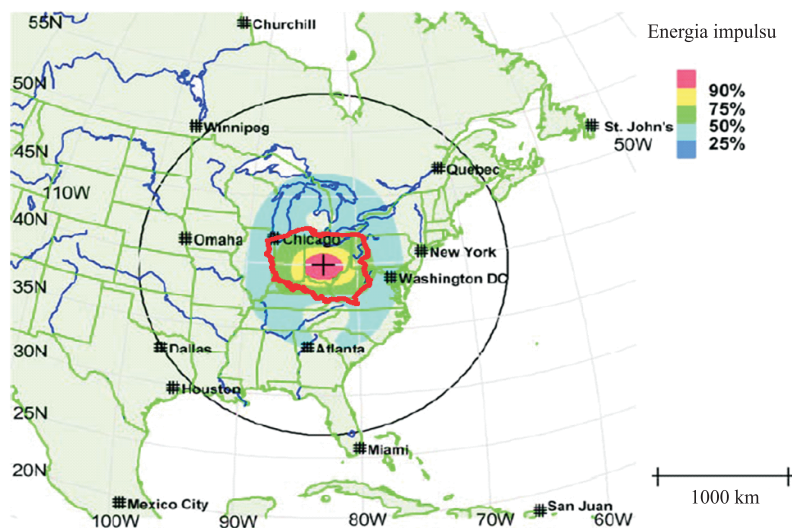 55N
Churchill
Energia impulsu
50N
90%
75%
Winnipeg
St. John's
50%
45N
50W
25%
Quebec
110W
40N
Omaha
Chicago
New York
Washington DC
35N
30N
Dallas
Atlanta
Houston
25N
Miami
20N
1000 km
Mexico City
San Juan
100W
90W
80W
70W
60W